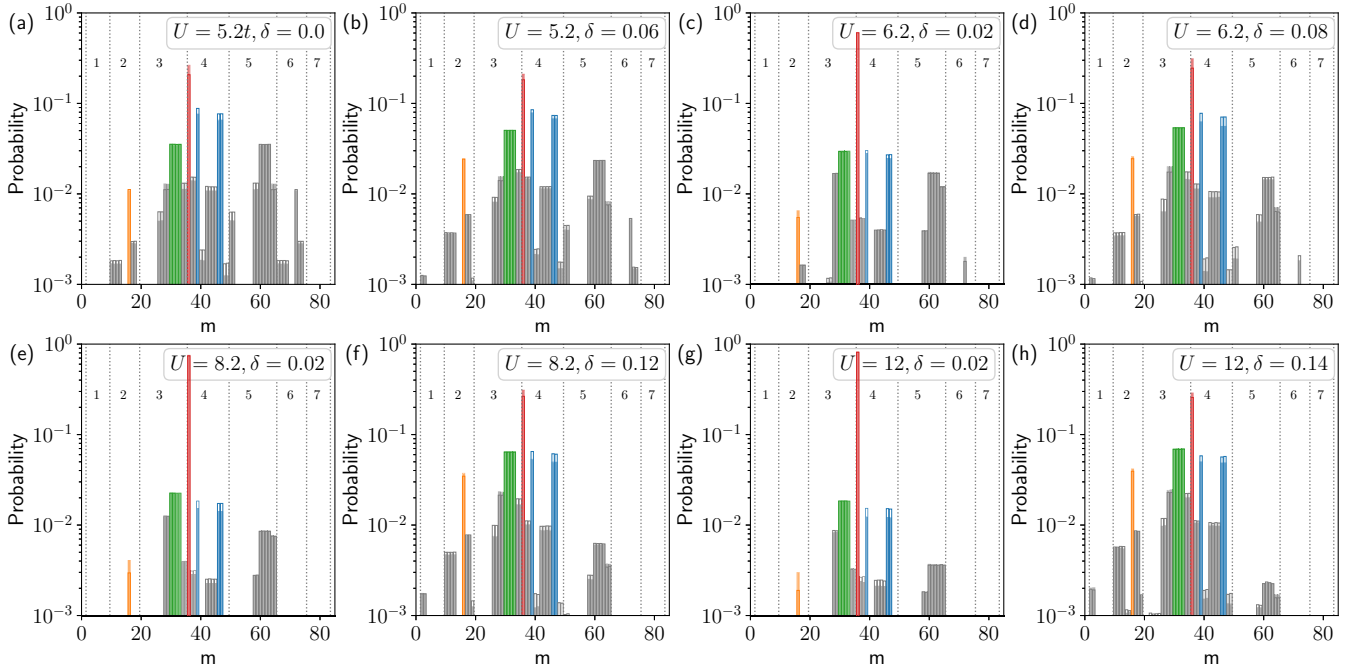 (a)
U = 5.2t, δ = 0.0
1 2 3 4 5 6 7
Probability
10^0
10^-1
10^-2
10^-3
0 20 40 60 80
m
(b)
U = 5.2, δ = 0.06
1 2 3 4 5 6 7
Probability
10^0
10^-1
10^-2
10^-3
0 20 40 60 80
m
(c)
U = 6.2, δ = 0.02
1 2 3 4 5 6 7
Probability
10^0
10^-1
10^-2
10^-3
0 20 40 60 80
m
(d)
U = 6.2, δ = 0.08
1 2 3 4 5 6 7
Probability
10^0
10^-1
10^-2
10^-3
0 20 40 60 80
m
(e)
U = 8.2, δ = 0.02
1 2 3 4 5 6 7
Probability
10^0
10^-1
10^-2
10^-3
0 20 40 60 80
m
(f)
U = 8.2, δ = 0.12
1 2 3 4 5 6 7
Probability
10^0
10^-1
10^-2
10^-3
0 20 40 60 80
m
(g)
U = 12, δ = 0.02
1 2 3 4 5 6 7
Probability
10^0
10^-1
10^-2
10^-3
0 20 40 60 80
m
(h)
U = 12, δ = 0.14
1 2 3 4 5 6 7
Probability
10^0
10^-1
10^-2
10^-3
0 20 40 60 80
m